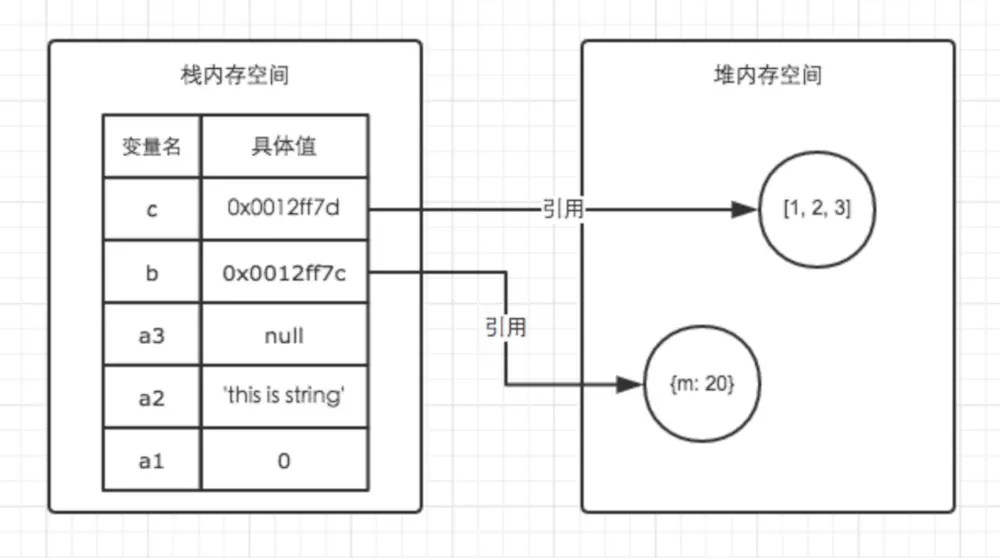 栈内存空间
变量名 具体值
c 0x0012ff7d
b 0x0012ff7c
a3 null
a2 'this is string'
a1 0
引用
引用
堆内存空间
[1, 2, 3]
{m: 20}